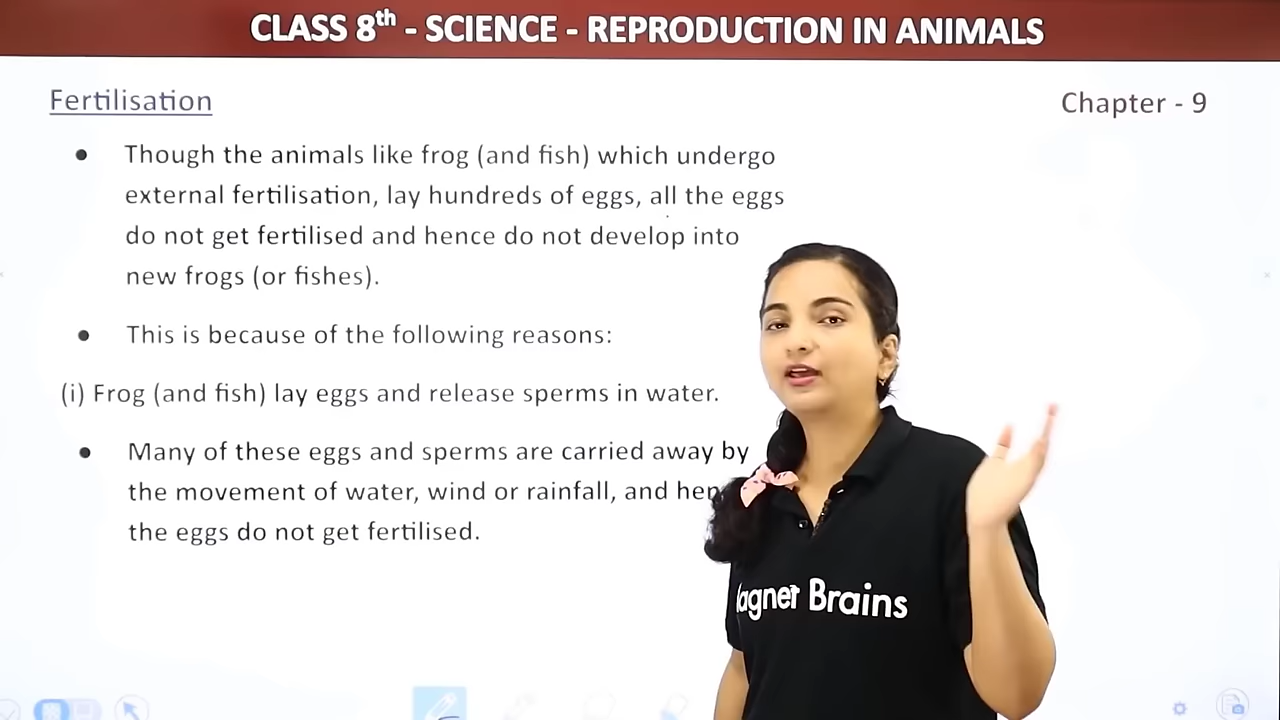 CLASS 8th - SCIENCE - REPRODUCTION IN ANIMALS
Fertilisation
Chapter - 9
● Though the animals like frog (and fish) which undergo
external fertilisation, lay hundreds of eggs, all the eggs
do not get fertilised and hence do not develop into
new frogs (or fishes).
● This is because of the following reasons:
(i) Frog (and fish) lay eggs and release sperms in water.
● Many of these eggs and sperms are carried away by
the movement of water, wind or rainfall, and hen
the eggs do not get fertilised.
agnet Brains